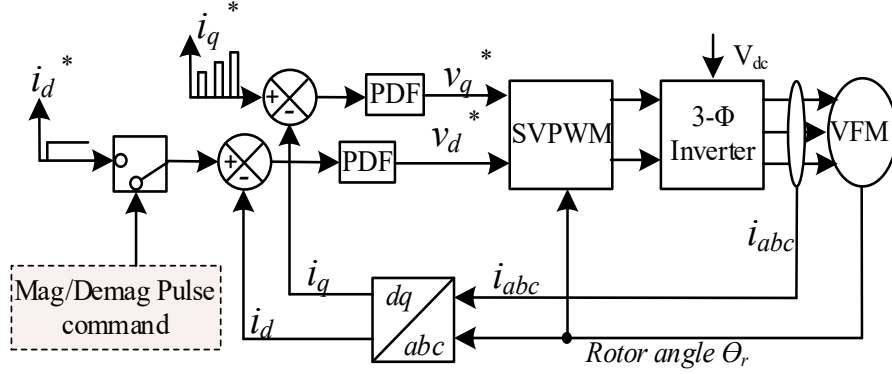 i_q^*
i_d^*
+
-
PDF
v_q^*
V_dc
SVPWM
3-Φ
Inverter
VFM
+
-
PDF
v_d^*
i_abc
Mag/Demag Pulse
command
i_q
i_d
dq
abc
i_abc
Rotor angle ϴ_r